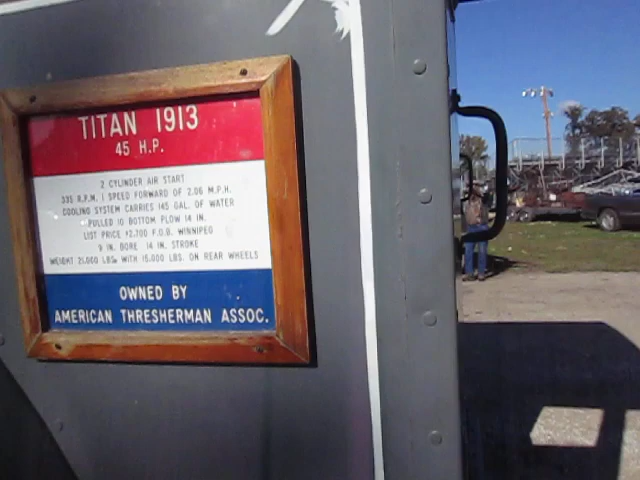 TITAN 1913
45 H.P.
2 CYLINDER AIR START
335 R.P.M. 1 SPEED FORWARD OF 2.06 M.P.H.
COOLING SYSTEM CARRIES 145 GAL. OF WATER
PULLED 10 BOTTOM PLOW 14 IN.
LIST PRICE $2,700 F.O.B. WINNIPEG
9 IN. BORE 14 IN. STROKE
WEIGHT 21,000 LBS. WITH 15,000 LBS. ON REAR WHEELS
OWNED BY
AMERICAN THRESHERMAN ASSOC.